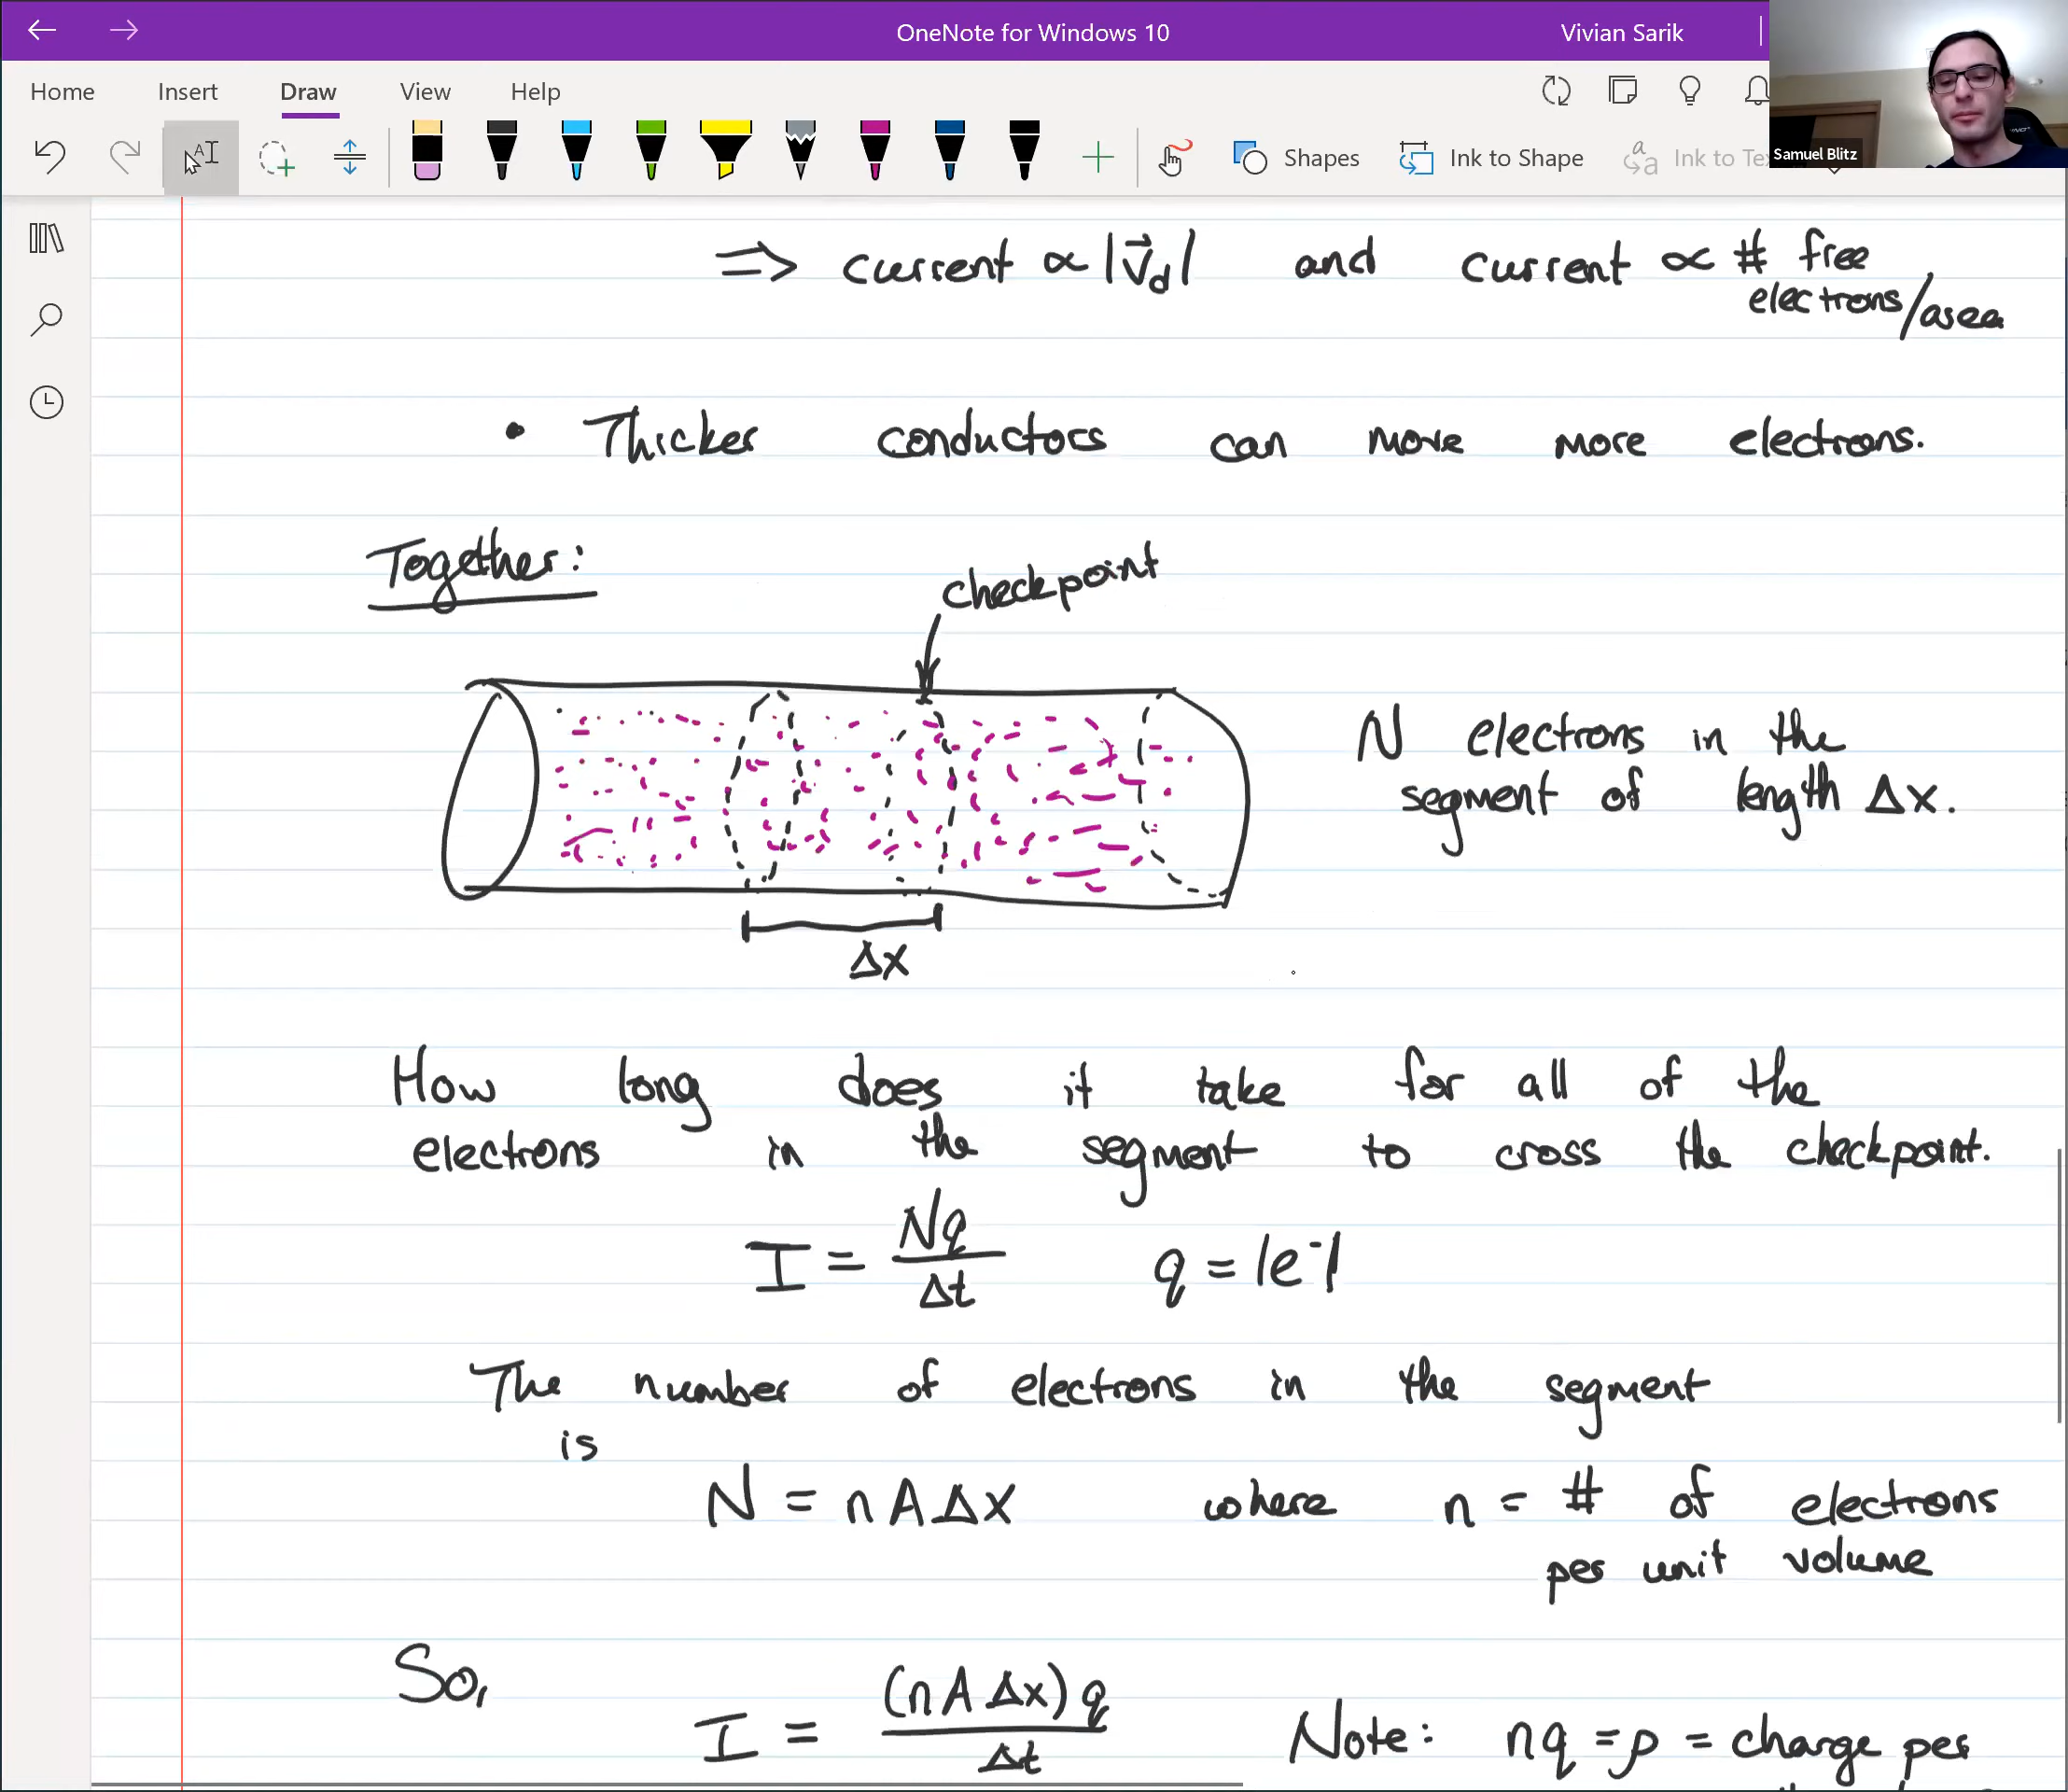 OneNote for Windows 10
Vivian Sarik
Home Insert Draw View Help
Shapes
Ink to Shape
Ink to Te
Samuel Blitz
=> current ∝ |v⃗d| and current ∝ # free
electrons/area
• Thicker conductors can move more electrons.
Together:
checkpoint
N electrons in the
segment of length Δx.
Δx
How long does it take for all of the
electrons in the segment to cross the checkpoint.
I = Nq/Δt q = |e⁻|
The number of electrons in the segment
is
N = nAΔx where n = # of electrons
per unit volume
So,
I = (nAΔx)q/Δt Note: nq = ρ = charge per